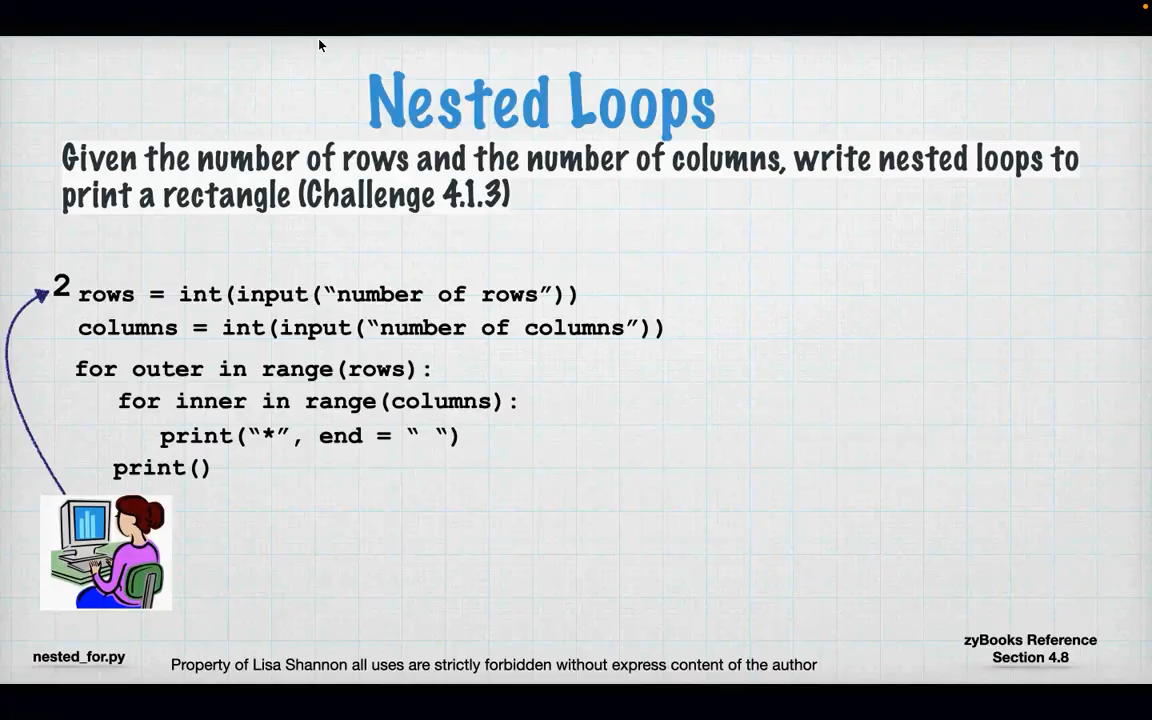 Nested Loops
Given the number of rows and the number of columns, write nested loops to
print a rectangle (Challenge 4.1.3)
2
rows = int(input(“number of rows”))
columns = int(input(“number of columns”))
for outer in range(rows):
for inner in range(columns):
print(“*”, end = “ “)
print()
nested_for.py
Property of Lisa Shannon all uses are strictly forbidden without express content of the author
zyBooks Reference
Section 4.8